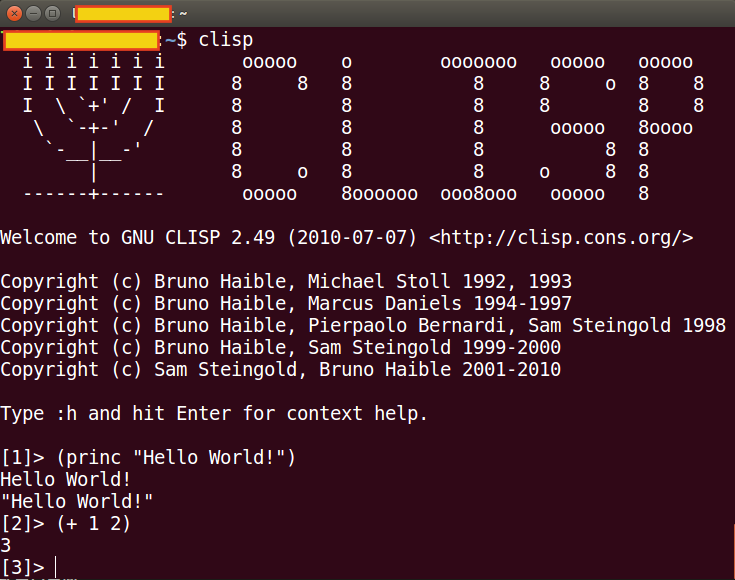 :~
:~$ clisp
  i i i i i i i       ooooo    o        ooooooo   ooooo   ooooo
  I I I I I I I      8     8   8           8     8     o  8    8
  I  \ `+' /  I      8         8           8     8        8    8
   \  `-+-'  /       8         8           8      ooooo   8oooo
    `-__|__-'        8         8           8           8  8
        |            8     o   8           8     o     8  8
  ------+------       ooooo    8oooooo  ooo8ooo   ooooo   8
Welcome to GNU CLISP 2.49 (2010-07-07) <http://clisp.cons.org/>
Copyright (c) Bruno Haible, Michael Stoll 1992, 1993
Copyright (c) Bruno Haible, Marcus Daniels 1994-1997
Copyright (c) Bruno Haible, Pierpaolo Bernardi, Sam Steingold 1998
Copyright (c) Bruno Haible, Sam Steingold 1999-2000
Copyright (c) Sam Steingold, Bruno Haible 2001-2010
Type :h and hit Enter for context help.
[1]> (princ "Hello World!")
Hello World!
"Hello World!"
[2]> (+ 1 2)
3
[3]>